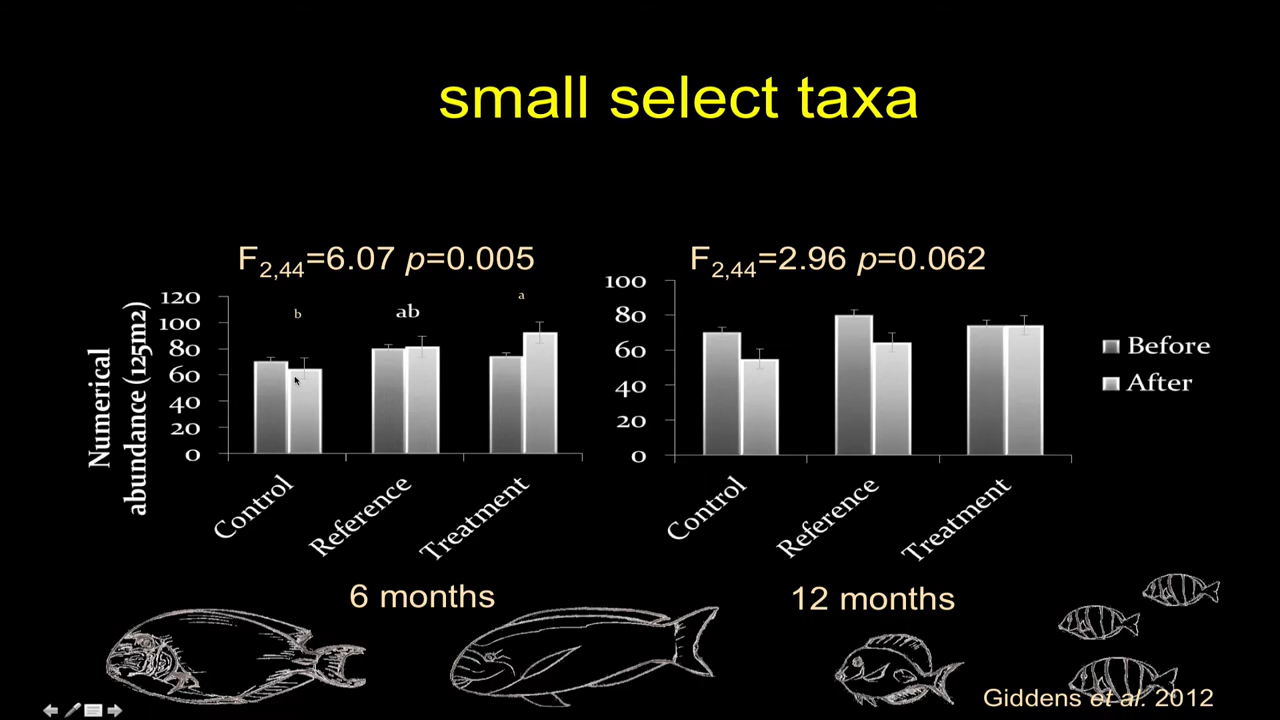 small select taxa
F2,44=6.07 p=0.005
F2,44=2.96 p=0.062
Numerical
abundance (125m2)
120
100
80
60
40
20
0
b
ab
a
Control
Reference
Treatment
6 months
100
80
60
40
20
0
Control
Reference
Treatment
12 months
Before
After
Giddens et al. 2012